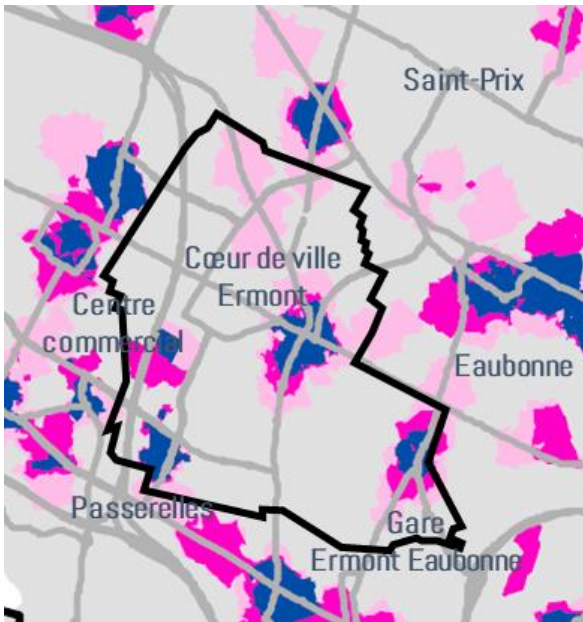 Saint-Prix
Cœur de ville
Ermont
Centre
commercial
Eaubonne
Passerelles
Gare
Ermont Eaubonne